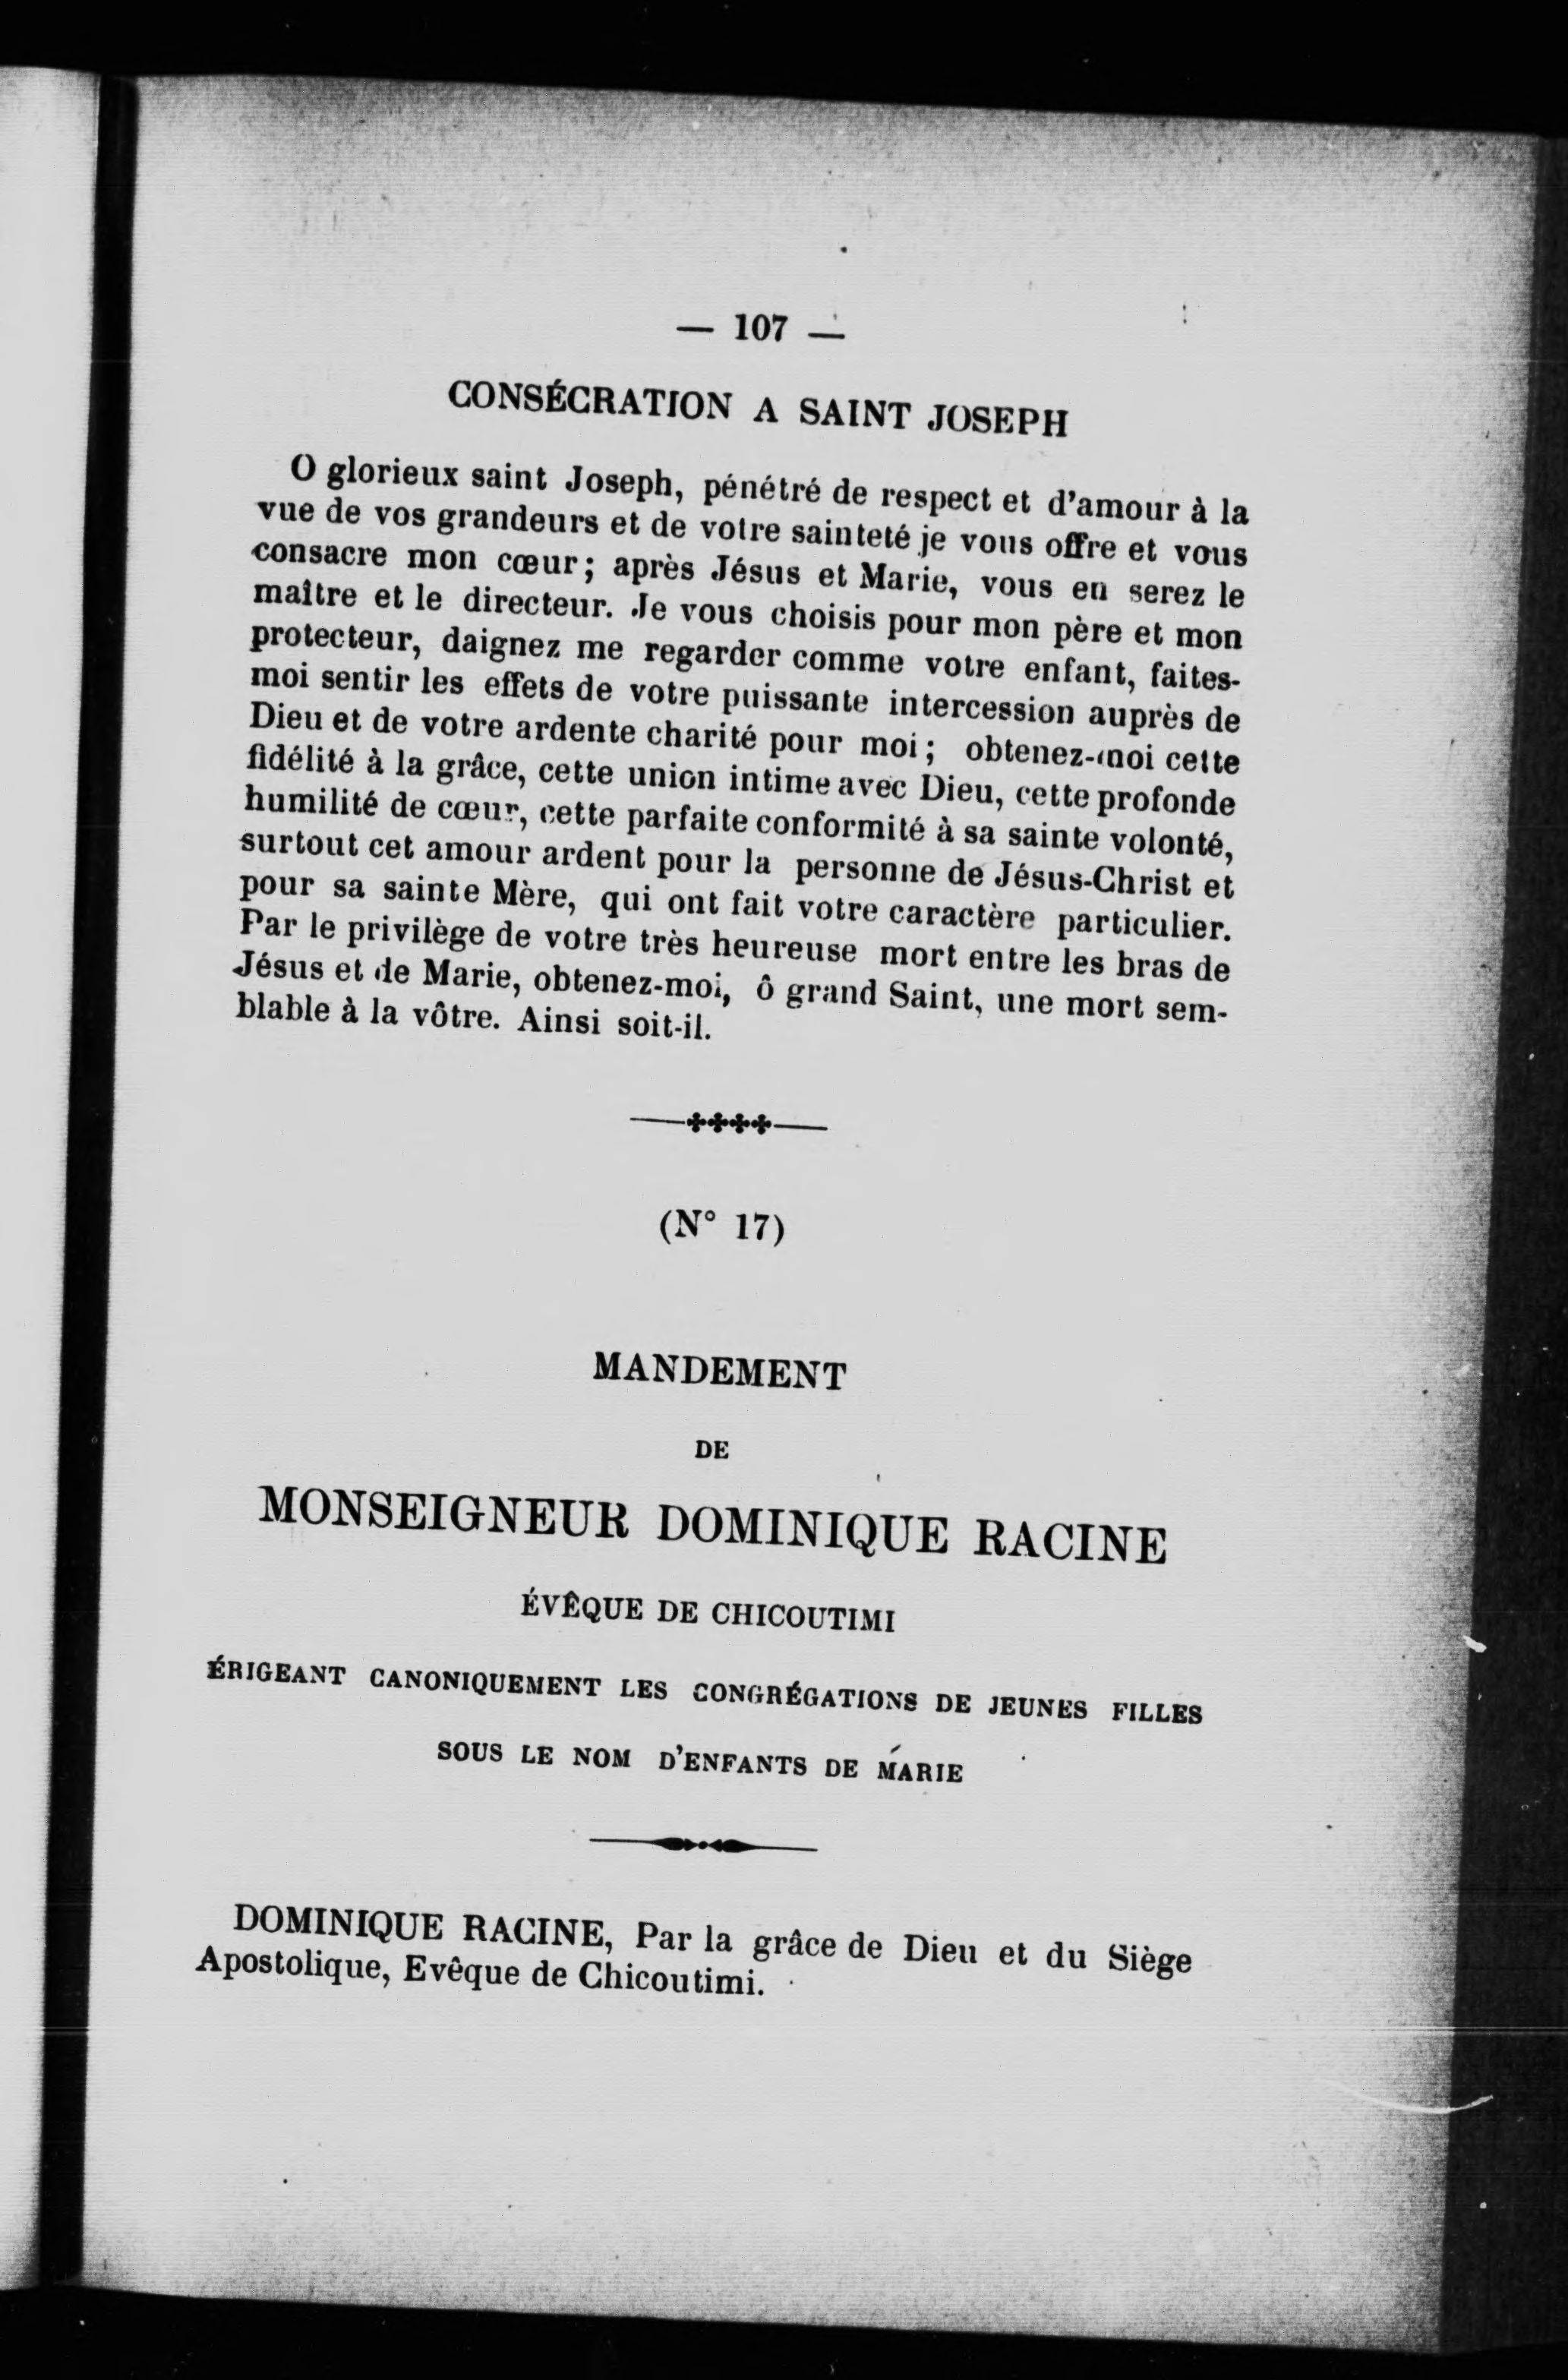 — 107 —
CONSÉCRATION A SAINT JOSEPH
O glorieux saint Joseph, pénétré de respect et d'amour à la
vue de vos grandeurs et de votre sainteté je vous offre et vous
consacre mon cœur; après Jésus et Marie, vous en serez le
maître et le directeur. Je vous choisis pour mon père et mon
protecteur, daignez me regarder comme votre enfant, faites-
moi sentir les effets de votre puissante intercession auprès de
Dieu et de votre ardente charité pour moi; obtenez-moi cette
fidélité à la grâce, cette union intime avec Dieu, cette profonde
humilité de cœur, cette parfaite conformité à sa sainte volonté,
surtout cet amour ardent pour la personne de Jésus-Christ et
pour sa sainte Mère, qui ont fait votre caractère particulier.
Par le privilège de votre très heureuse mort entre les bras de
Jésus et de Marie, obtenez-moi, ô grand Saint, une mort sem-
blable à la vôtre. Ainsi soit-il.
(N° 17)
MANDEMENT
DE
MONSEIGNEUR DOMINIQUE RACINE
ÉVÊQUE DE CHICOUTIMI
ÉRIGEANT CANONIQUEMENT LES CONGRÉGATIONS DE JEUNES FILLES
SOUS LE NOM D'ENFANTS DE MARIE
DOMINIQUE RACINE, Par la grâce de Dieu et du Siège
Apostolique, Evêque de Chicoutimi.